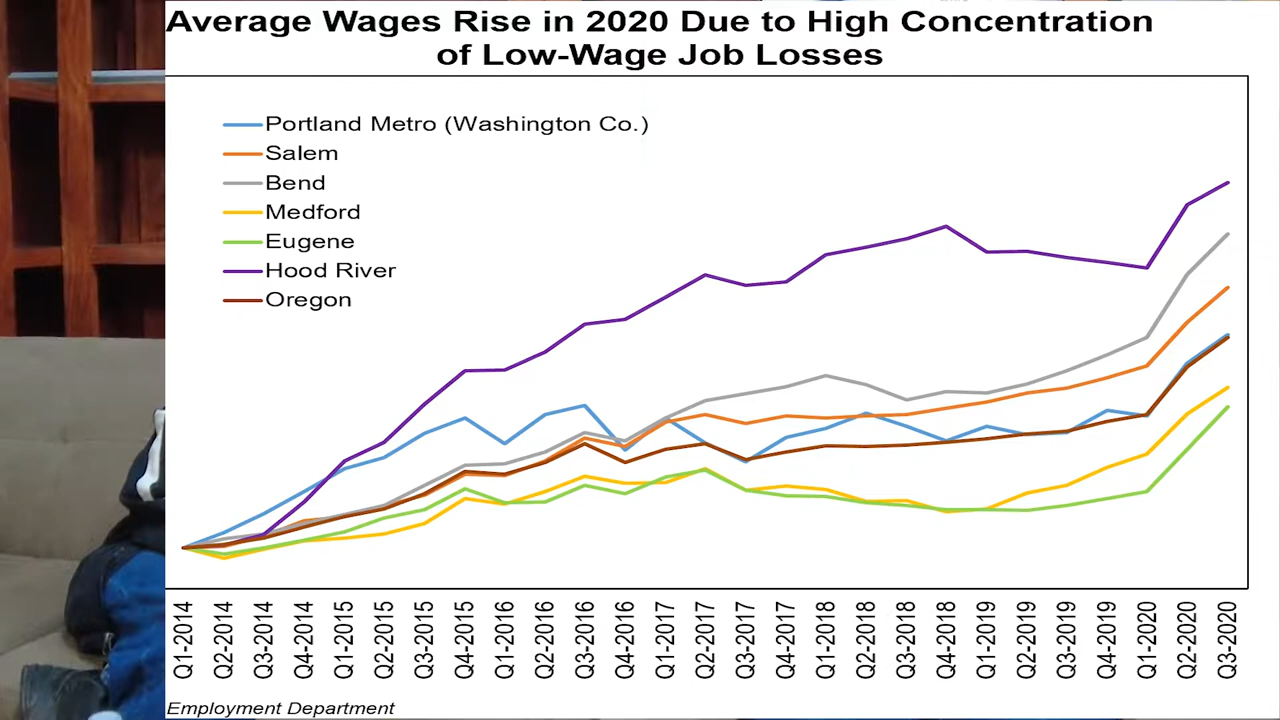 Average Wages Rise in 2020 Due to High Concentration
of Low-Wage Job Losses
Portland Metro (Washington Co.)
Salem
Bend
Medford
Eugene
Hood River
Oregon
Q1-2014
Q2-2014
Q3-2014
Q4-2014
Q1-2015
Q2-2015
Q3-2015
Q4-2015
Q1-2016
Q2-2016
Q3-2016
Q4-2016
Q1-2017
Q2-2017
Q3-2017
Q4-2017
Q1-2018
Q2-2018
Q3-2018
Q4-2018
Q1-2019
Q2-2019
Q3-2019
Q4-2019
Q1-2020
Q2-2020
Q3-2020
Employment Department